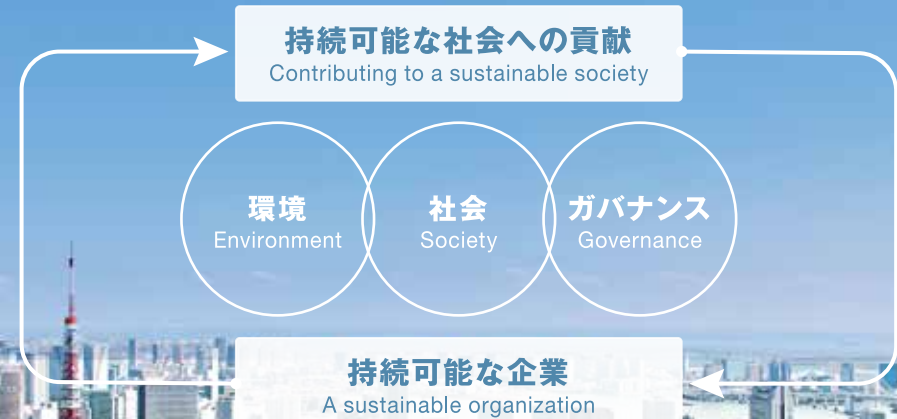 持続可能な社会への貢献
Contributing to a sustainable society
環境
Environment
社会
Society
ガバナンス
Governance
持続可能な企業
A sustainable organization